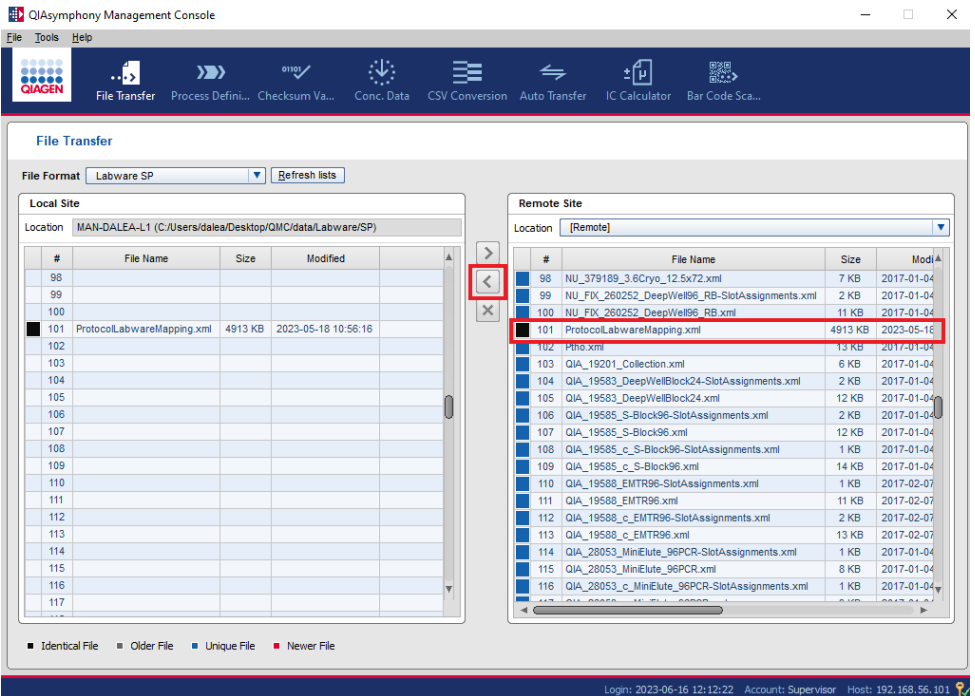 QIAsymphony Management Console
File Tools Help
QIAGEN
File Transfer Process Defini... Checksum Va... Conc. Data CSV Conversion Auto Transfer IC Calculator Bar Code Sca...
File Transfer
File Format Labware SP Refresh lists
Local Site
Location MAN-DALEA-L1 (C:/Users/dalea/Desktop/QMC/data/Labware/SP)
# File Name Size Modified
98
99
100
101 ProtocolLabwareMapping.xml 4913 KB 2023-05-18 10:56:16
102
103
104
105
106
107
108
109
110
111
112
113
114
115
116
117
Remote Site
Location [Remote]
# File Name Size Modi
98 NU_379189_3.6Cryo_12.5x72.xml 7 KB 2017-01-04
99 NU_FIX_260252_DeepWell96_RB-SlotAssignments.xml 2 KB 2017-01-04
100 NU_FIX_260252_DeepWell96_RB.xml 11 KB 2017-01-04
101 ProtocolLabwareMapping.xml 4913 KB 2023-05-18
102 Ptho.xml 13 KB 2017-01-04
103 QIA_19201_Collection.xml 6 KB 2017-01-04
104 QIA_19583_DeepWellBlock24-SlotAssignments.xml 2 KB 2017-01-04
105 QIA_19583_DeepWellBlock24.xml 12 KB 2017-01-04
106 QIA_19585_S-Block96-SlotAssignments.xml 2 KB 2017-01-04
107 QIA_19585_S-Block96.xml 12 KB 2017-01-04
108 QIA_19585_c_S-Block96-SlotAssignments.xml 1 KB 2017-01-04
109 QIA_19585_c_S-Block96.xml 14 KB 2017-01-04
110 QIA_19588_EMTR96-SlotAssignments.xml 1 KB 2017-02-07
111 QIA_19588_EMTR96.xml 11 KB 2017-02-07
112 QIA_19588_c_EMTR96-SlotAssignments.xml 2 KB 2017-02-07
113 QIA_19588_c_EMTR96.xml 13 KB 2017-02-07
114 QIA_28053_MiniElute_96PCR-SlotAssignments.xml 1 KB 2017-01-04
115 QIA_28053_MiniElute_96PCR.xml 8 KB 2017-01-04
116 QIA_28053_c_MiniElute_96PCR-SlotAssignments.xml 1 KB 2017-01-04
Identical File Older File Unique File Newer File
Login: 2023-06-16 12:12:22 Account: Supervisor Host: 192.168.56.101